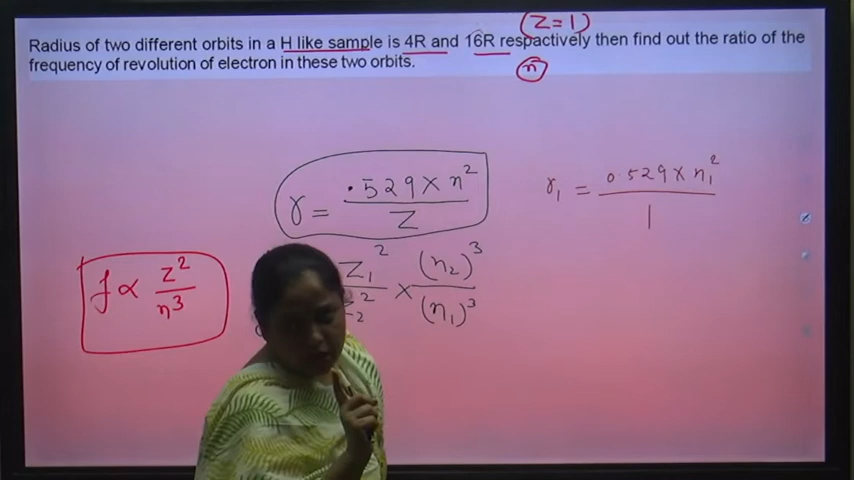 (Z=1)
Radius of two different orbits in a H like sample is 4R and 16R respactively then find out the ratio of the
frequency of revolution of electron in these two orbits.
n
γ = .529 × n² / Z
r₁ = 0.529 × n₁² / 1
f ∝ Z² / n³
Z₁² / Z₂² × (n₂)³ / (n₁)³